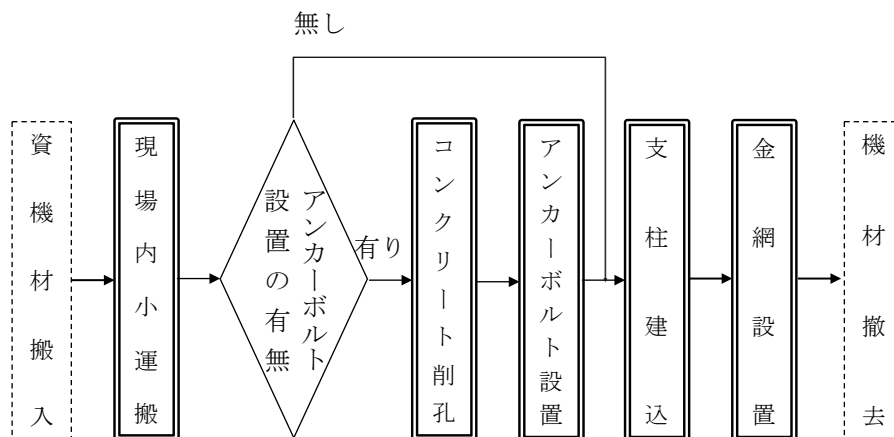 無し
資機材搬入
現場内小運搬
アンカーボルト
設置の有無
有り
コンクリート削孔
アンカーボルト設置
支柱建込
金網設置
機材撤去